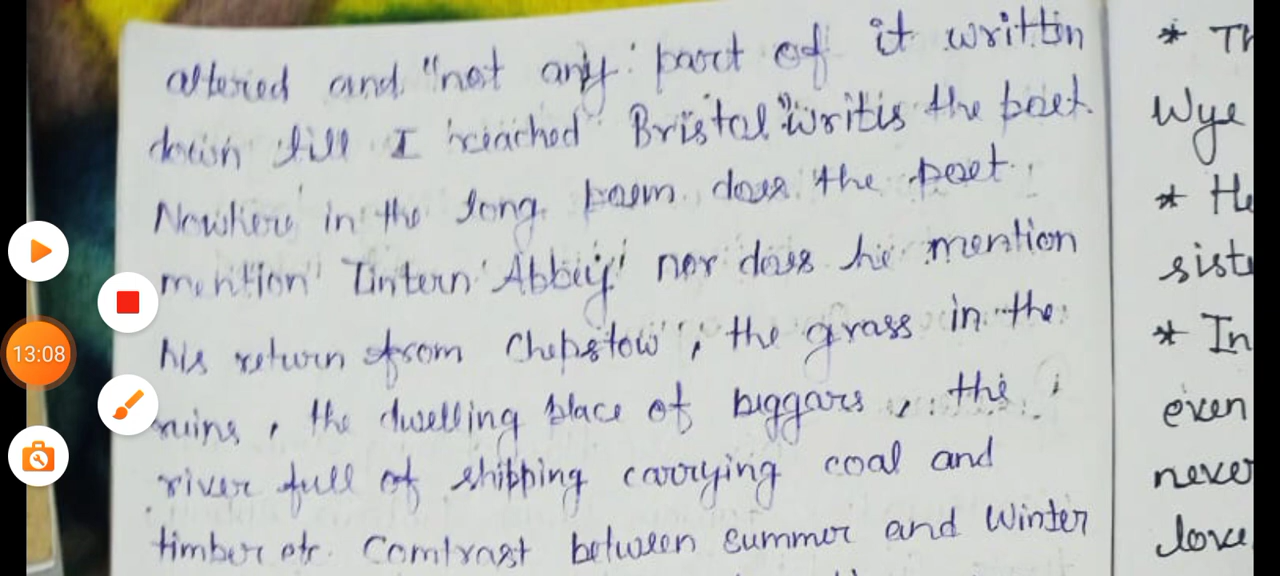 altered and "not any part of it written
down till I reached Bristol" writes the poet.
Nowhere in the long poem does the poet
mention 'Tintern Abbey' nor does he mention
his return from Chepstow, the grass in the
ruins, the dwelling place of beggars, the
river full of shipping carrying coal and
timber etc. Comtrast between summer and winter
* Th
Wye
* He
siste
* In
even
never
love
13:08